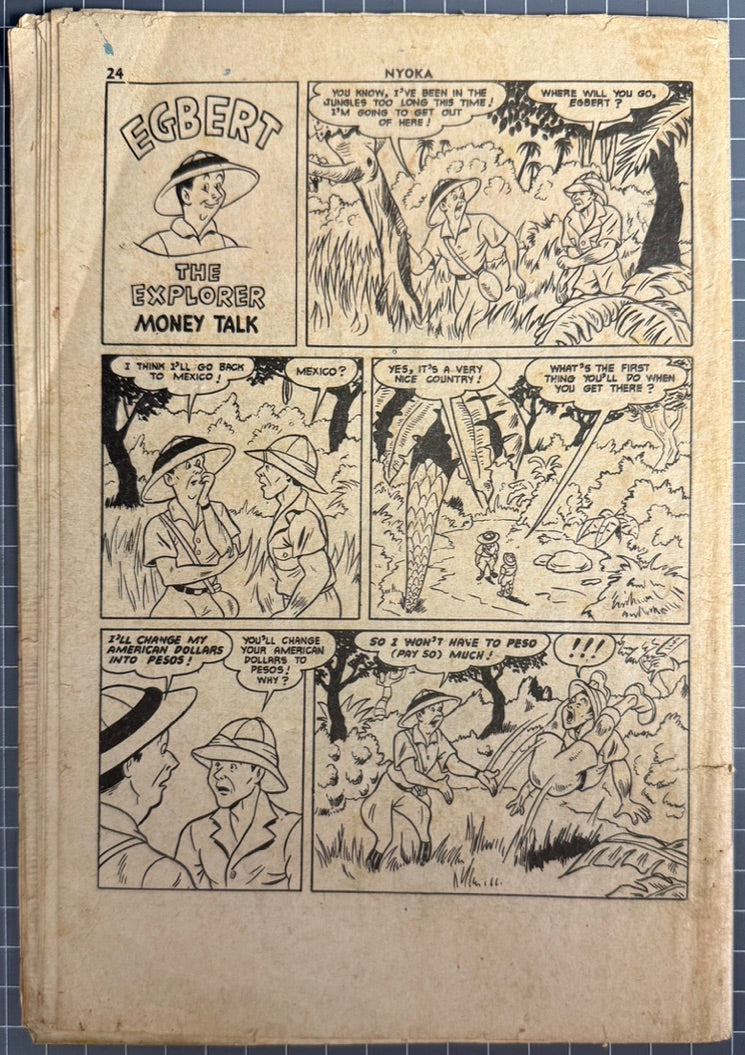 24
NYOKA
EGBERT
THE
EXPLORER
MONEY TALK
YOU KNOW, I'VE BEEN IN THE
JUNGLES TOO LONG THIS TIME!
I'M GOING TO GET OUT
OF HERE!
WHERE WILL YOU GO,
EGBERT?
I THINK I'LL GO BACK
TO MEXICO!
MEXICO?
YES, IT'S A VERY
NICE COUNTRY!
WHAT'S THE FIRST
THING YOU'LL DO WHEN
YOU GET THERE?
I'LL CHANGE MY
AMERICAN DOLLARS
INTO PESOS!
YOU'LL CHANGE
YOUR AMERICAN
DOLLARS TO
PESOS!
WHY?
SO I WON'T HAVE TO PESO
(PAY SO) MUCH!
!!!